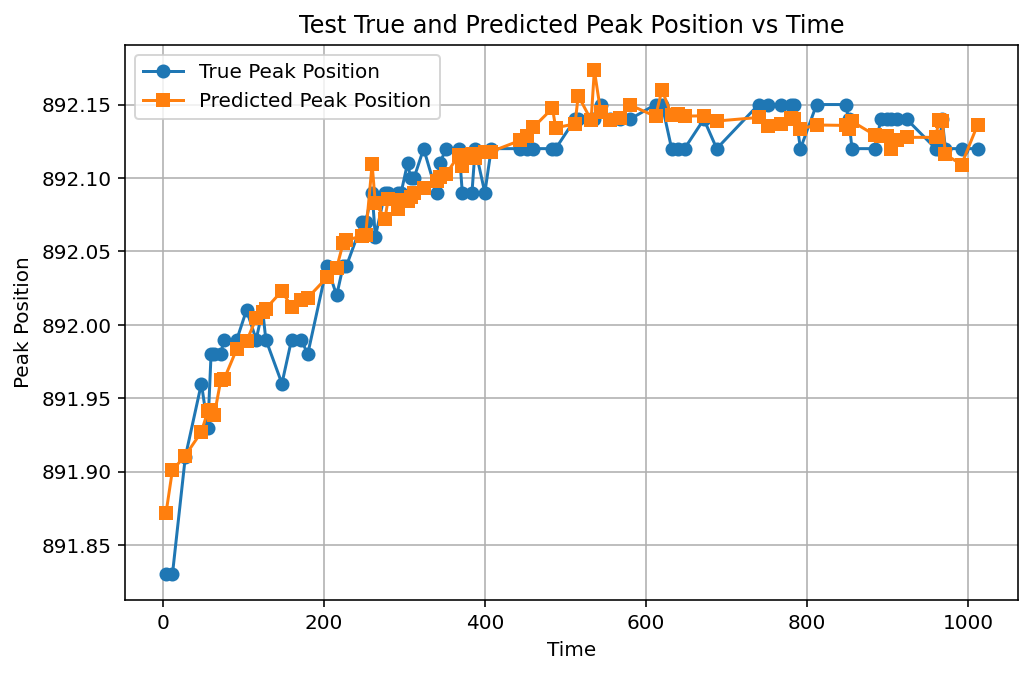 Test True and Predicted Peak Position vs Time
True Peak Position
Predicted Peak Position
892.15
892.10
892.05
892.00
891.95
891.90
891.85
Peak Position
0 200 400 600 800 1000
Time